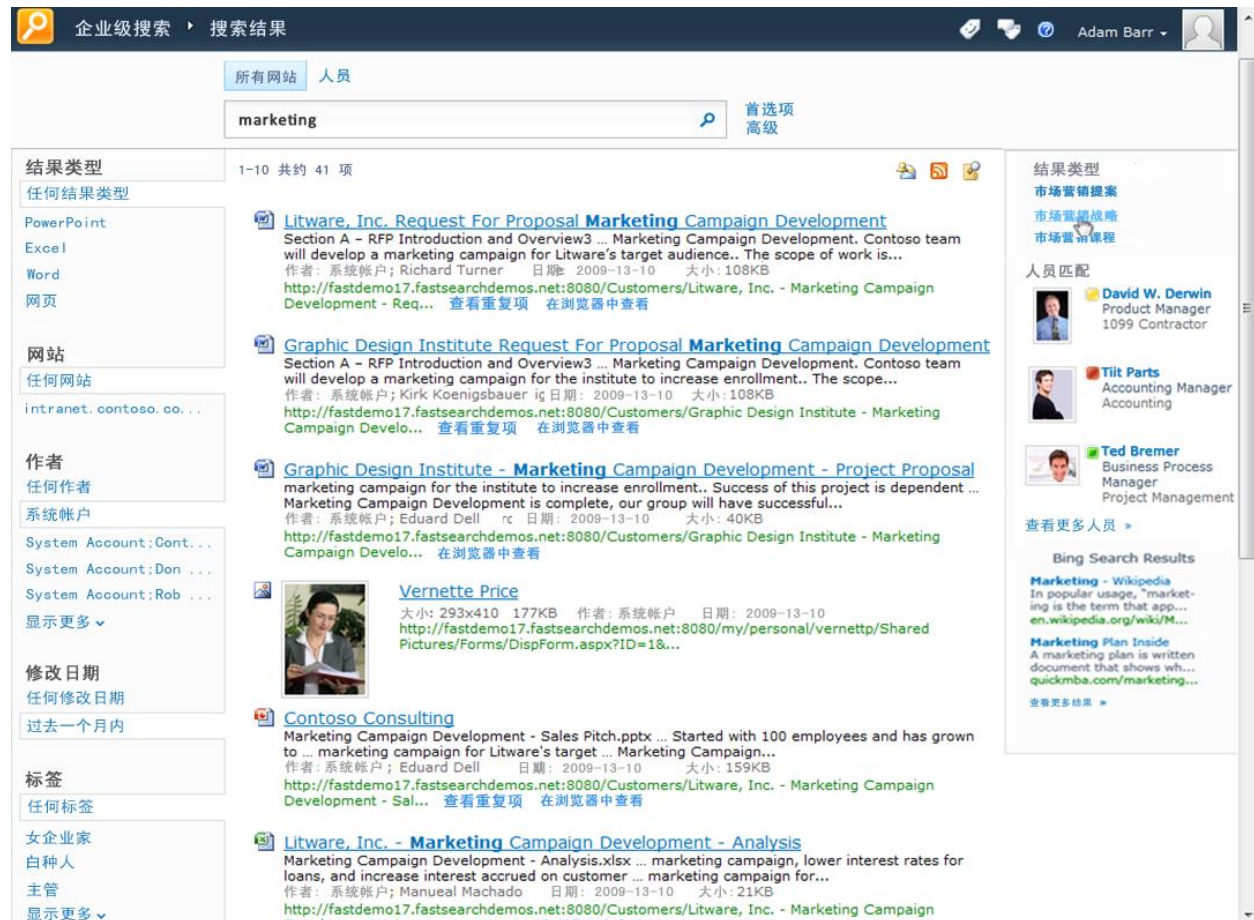 企业级搜索 ▸ 搜索结果
Adam Barr
所有网站 人员
marketing
首选项
高级
结果类型
任何结果类型
PowerPoint
Excel
Word
网页
网站
任何网站
intranet.contoso.co...
作者
任何作者
系统帐户
System Account;Cont...
System Account;Don ...
System Account;Rob ...
显示更多
修改日期
任何修改日期
过去一个月内
标签
任何标签
女企业家
白种人
主管
显示更多
1-10 共约 41 项
Litware, Inc. Request For Proposal Marketing Campaign Development
Section A – RFP Introduction and Overview3 ... Marketing Campaign Development. Contoso team
will develop a marketing campaign for Litware's target audience.. The scope of work is...
作者: 系统帐户; Richard Turner 日期: 2009-13-10 大小:108KB
http://fastdemo17.fastsearchdemos.net:8080/Customers/Litware, Inc. - Marketing Campaign
Development - Req... 查看重复项 在浏览器中查看
Graphic Design Institute Request For Proposal Marketing Campaign Development
Section A – RFP Introduction and Overview3 ... Marketing Campaign Development. Contoso team
will develop a marketing campaign for the institute to increase enrollment.. The scope...
作者: 系统帐户; Kirk Koenigsbauer 日期: 2009-13-10 大小:108KB
http://fastdemo17.fastsearchdemos.net:8080/Customers/Graphic Design Institute - Marketing
Campaign Develo... 查看重复项 在浏览器中查看
Graphic Design Institute - Marketing Campaign Development - Project Proposal
marketing campaign for the institute to increase enrollment.. Success of this project is dependent ...
Marketing Campaign Development is complete, our group will have successful...
作者: 系统帐户; Eduard Dell 日期: 2009-13-10 大小: 40KB
http://fastdemo17.fastsearchdemos.net:8080/Customers/Graphic Design Institute - Marketing
Campaign Develo... 在浏览器中查看
Vernette Price
大小: 293x410 177KB 作者:系统帐户 日期: 2009-13-10
http://fastdemo17.fastsearchdemos.net:8080/my/personal/vernettp/Shared
Pictures/Forms/DispForm.aspx?ID=1&...
Contoso Consulting
Marketing Campaign Development - Sales Pitch.pptx ... Started with 100 employees and has grown
to ... marketing campaign for Litware's target ... Marketing Campaign...
作者:系统帐户; Eduard Dell 日期: 2009-13-10 大小:159KB
http://fastdemo17.fastsearchdemos.net:8080/Customers/Litware, Inc. - Marketing Campaign
Development - Sal... 查看重复项 在浏览器中查看
Litware, Inc. - Marketing Campaign Development - Analysis
Marketing Campaign Development - Analysis.xlsx ... marketing campaign, lower interest rates for
loans, and increase interest accrued on customer ... marketing campaign for...
作者: 系统帐户; Manueal Machado 日期: 2009-13-10 大小:21KB
http://fastdemo17.fastsearchdemos.net:8080/Customers/Litware, Inc. - Marketing Campaign
结果类型
市场营销提案
市场营销战略
市场营销课程
人员匹配
David W. Derwin
Product Manager
1099 Contractor
Tiit Parts
Accounting Manager
Accounting
Ted Bremer
Business Process
Manager
Project Management
查看更多人员 »
Bing Search Results
Marketing - Wikipedia
In popular usage, "market-
ing is the term that app...
en.wikipedia.org/wiki/M...
Marketing Plan Inside
A marketing plan is written
document that shows wh...
quickmba.com/marketing...
查看更多结果 »